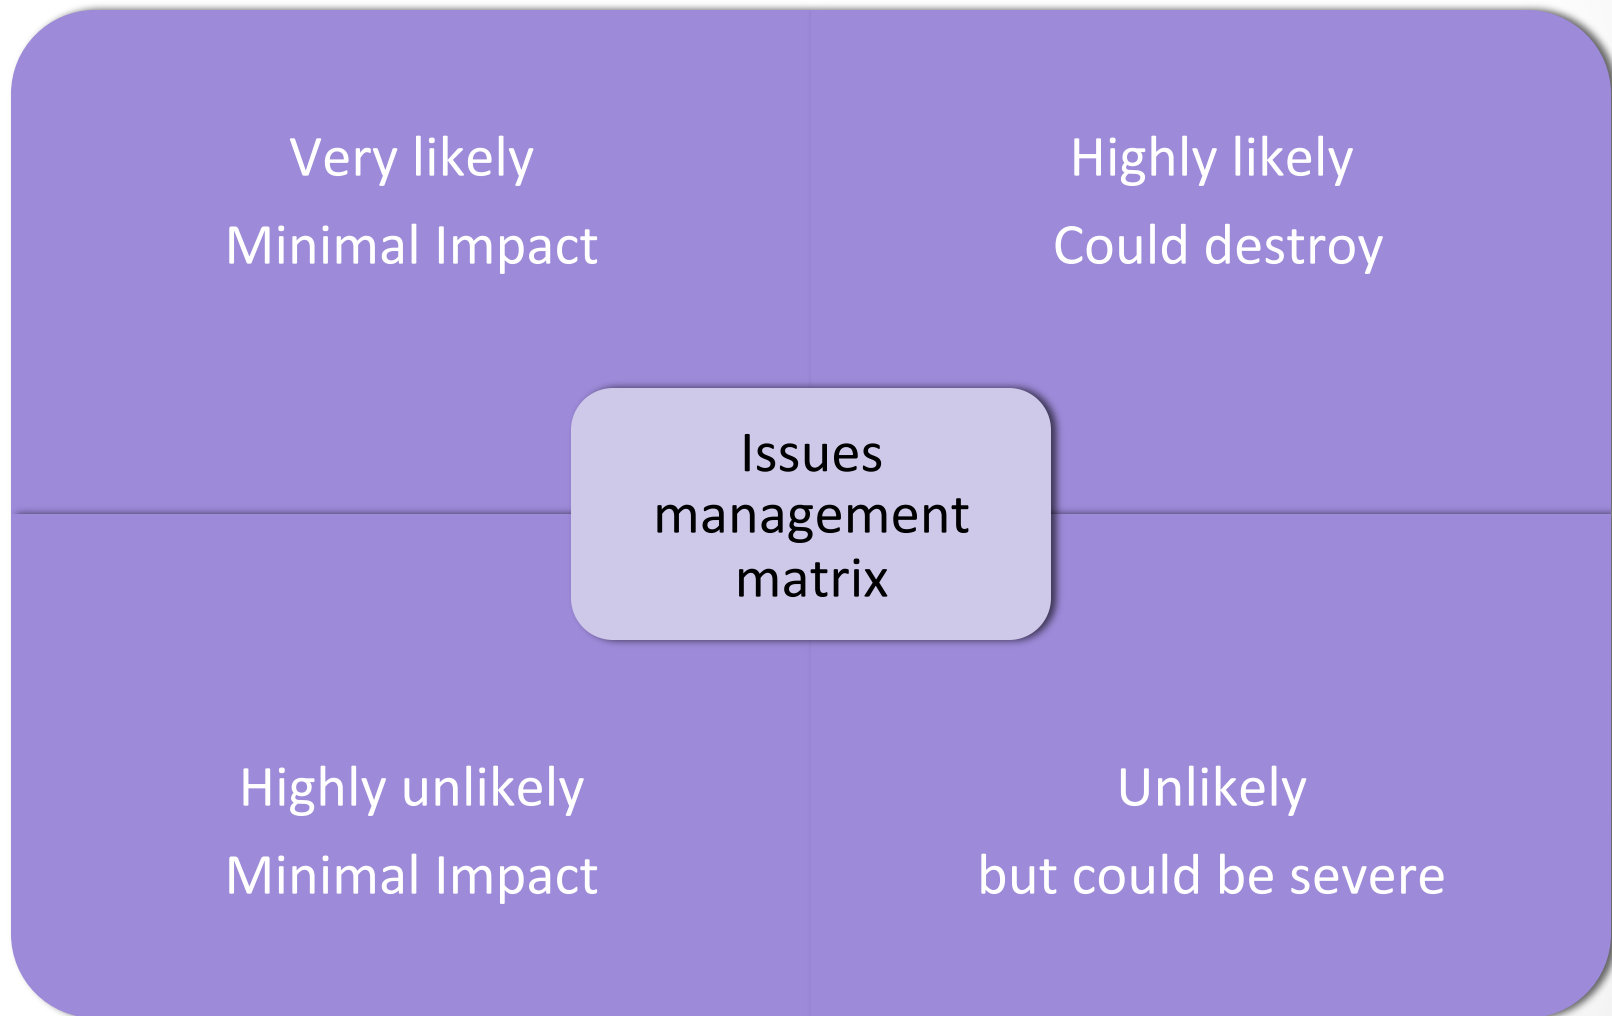 Very likely
Minimal Impact
Highly likely
Could destroy
Issues
management
matrix
Highly unlikely
Minimal Impact
Unlikely
but could be severe